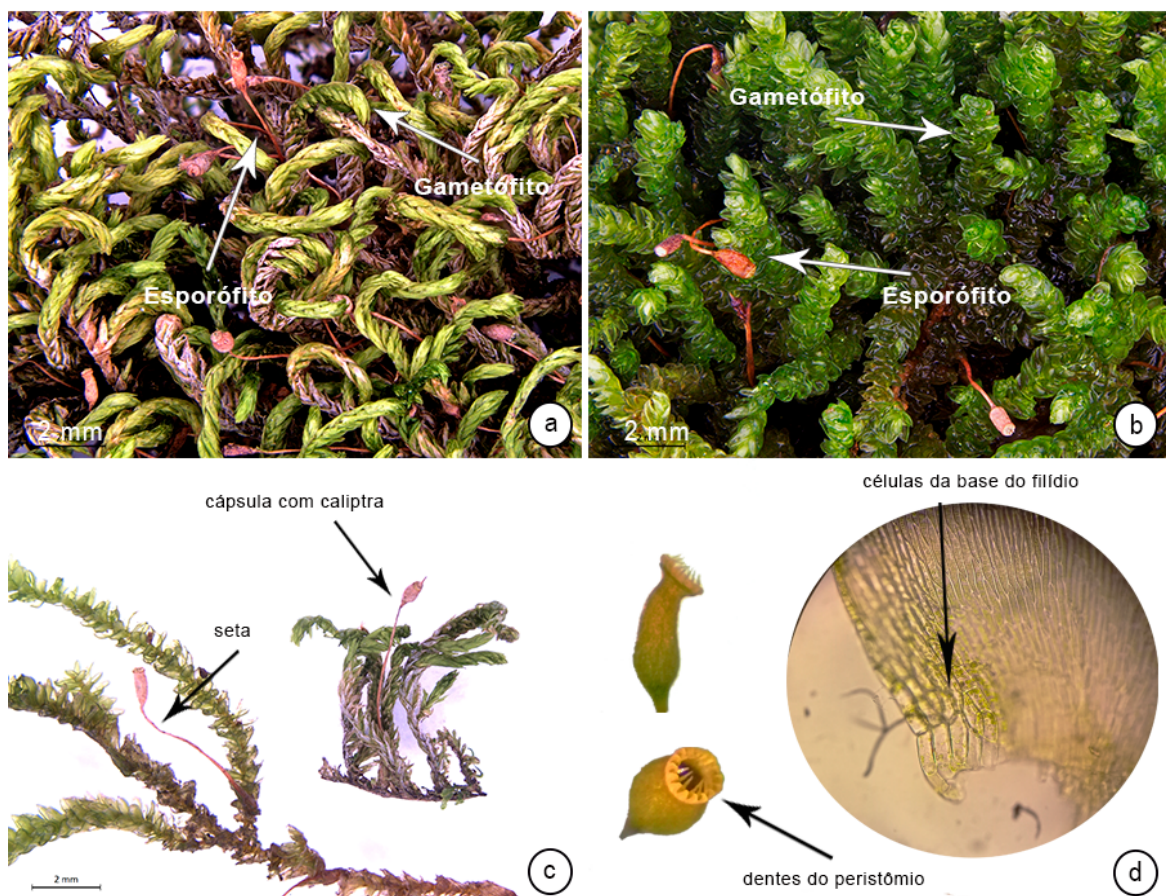 Gametófito
Esporófito
2 mm
a
Gametófito
Esporófito
2 mm
b
cápsula com caliptra
seta
2 mm
c
células da base do filídio
dentes do peristômio
d